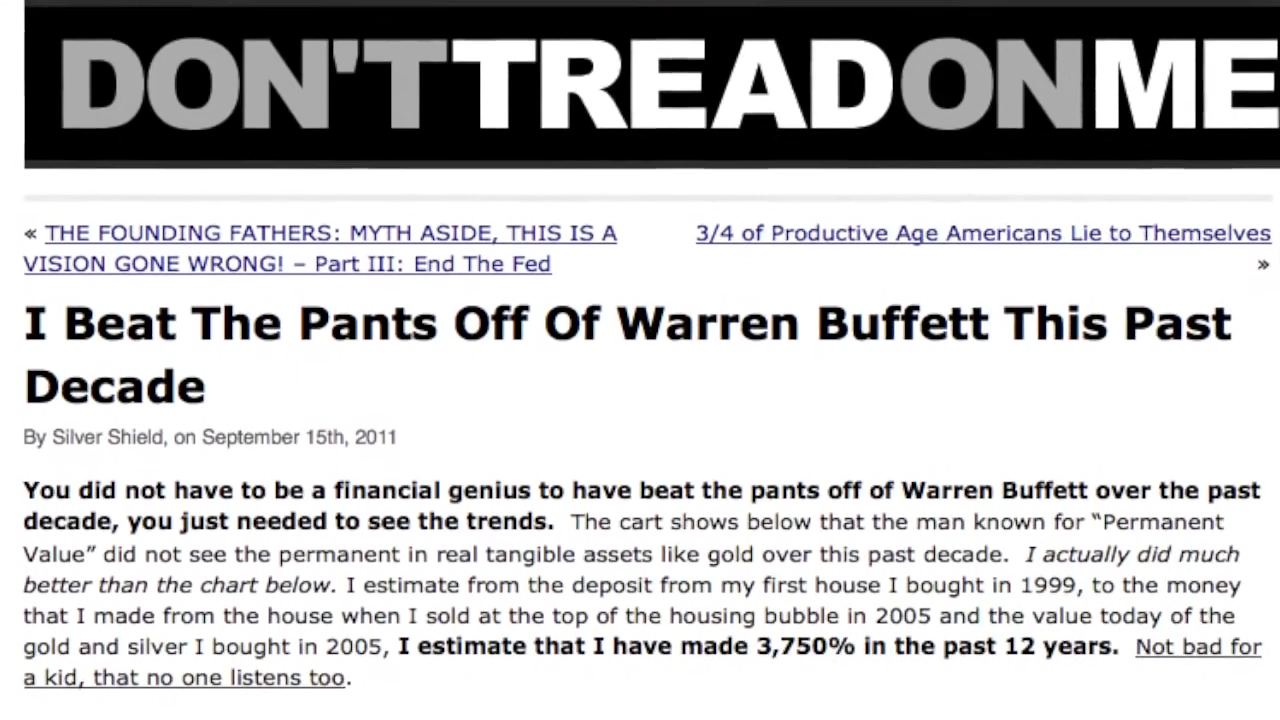 DON'TTREADONME
« THE FOUNDING FATHERS: MYTH ASIDE, THIS IS A
VISION GONE WRONG! – Part III: End The Fed
3/4 of Productive Age Americans Lie to Themselves
»
I Beat The Pants Off Of Warren Buffett This Past
Decade
By Silver Shield, on September 15th, 2011
You did not have to be a financial genius to have beat the pants off of Warren Buffett over the past
decade, you just needed to see the trends. The cart shows below that the man known for “Permanent
Value” did not see the permanent in real tangible assets like gold over this past decade. I actually did much
better than the chart below. I estimate from the deposit from my first house I bought in 1999, to the money
that I made from the house when I sold at the top of the housing bubble in 2005 and the value today of the
gold and silver I bought in 2005, I estimate that I have made 3,750% in the past 12 years. Not bad for
a kid, that no one listens too.